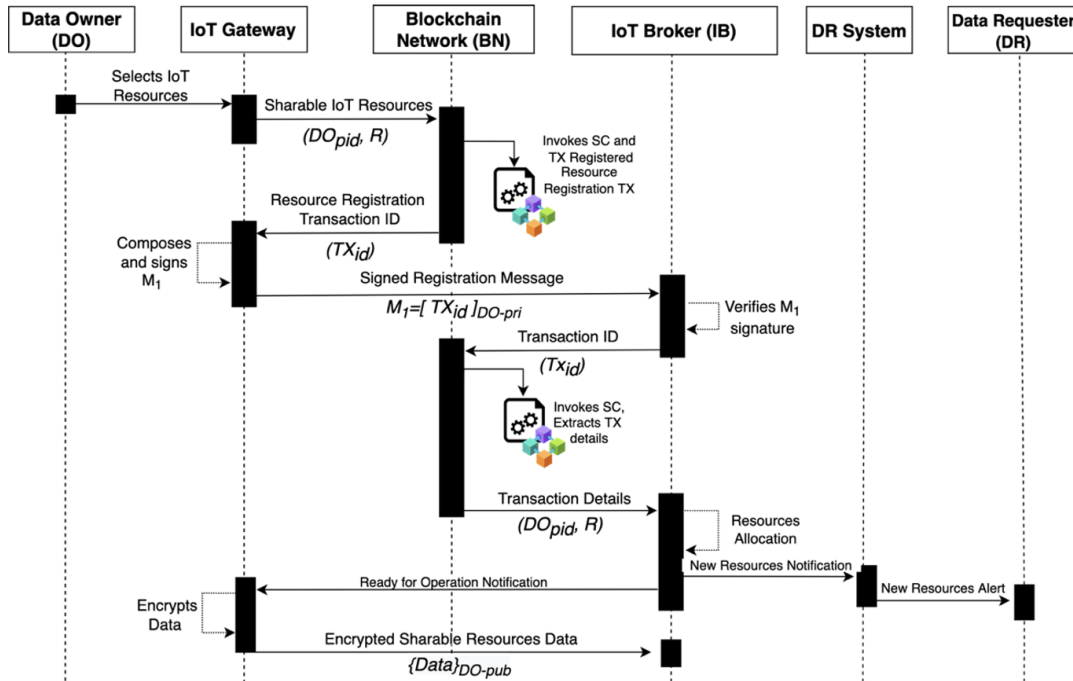 Data Owner
(DO)
IoT Gateway
Blockchain
Network (BN)
IoT Broker (IB)
DR System
Data Requester
(DR)
Selects IoT
Resources
Sharable IoT Resources
(DOpid, R)
Invokes SC and
TX Registered
Resource
Registration TX
Resource Registration
Transaction ID
(TXid)
Composes
and signs
M1
Signed Registration Message
M1=[ TXid ]DO-pri
Verifies M1
signature
Transaction ID
(Txid)
Invokes SC,
Extracts TX
details
Transaction Details
(DOpid, R)
Resources
Allocation
New Resources Notification
Ready for Operation Notification
New Resources Alert
Encrypts
Data
Encrypted Sharable Resources Data
{Data}DO-pub